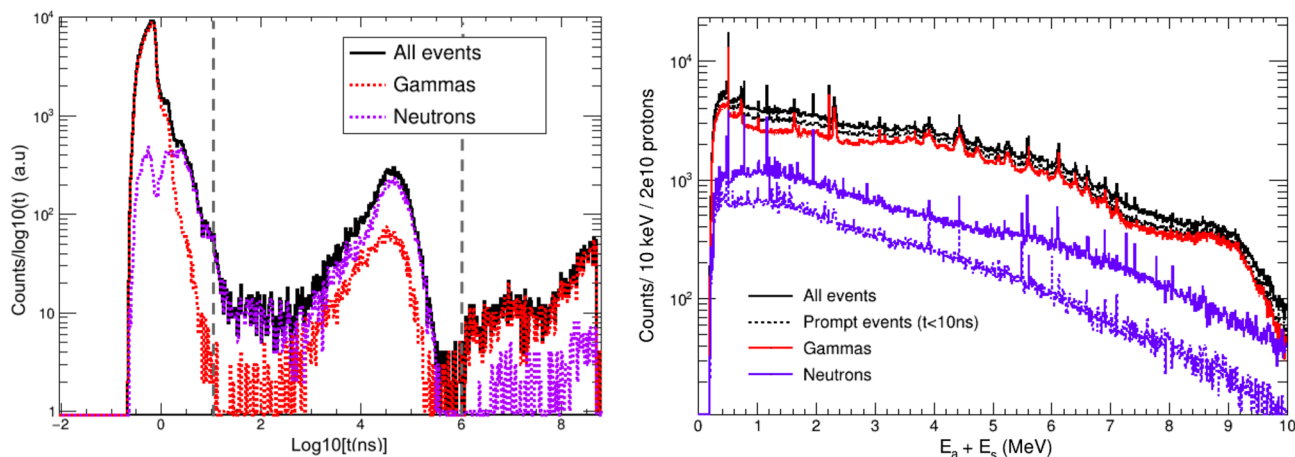 Counts/log10(t) (a.u)
10⁴
10³
10²
10
1
All events
Gammas
Neutrons
−2
0
2
4
6
8
Log10[t(ns)]
Counts/ 10 keV / 2e10 protons
10⁴
10³
10²
All events
Prompt events (t<10ns)
Gammas
Neutrons
0 1 2 3 4 5 6 7 8 9 10
Eₐ + Eₛ (MeV)